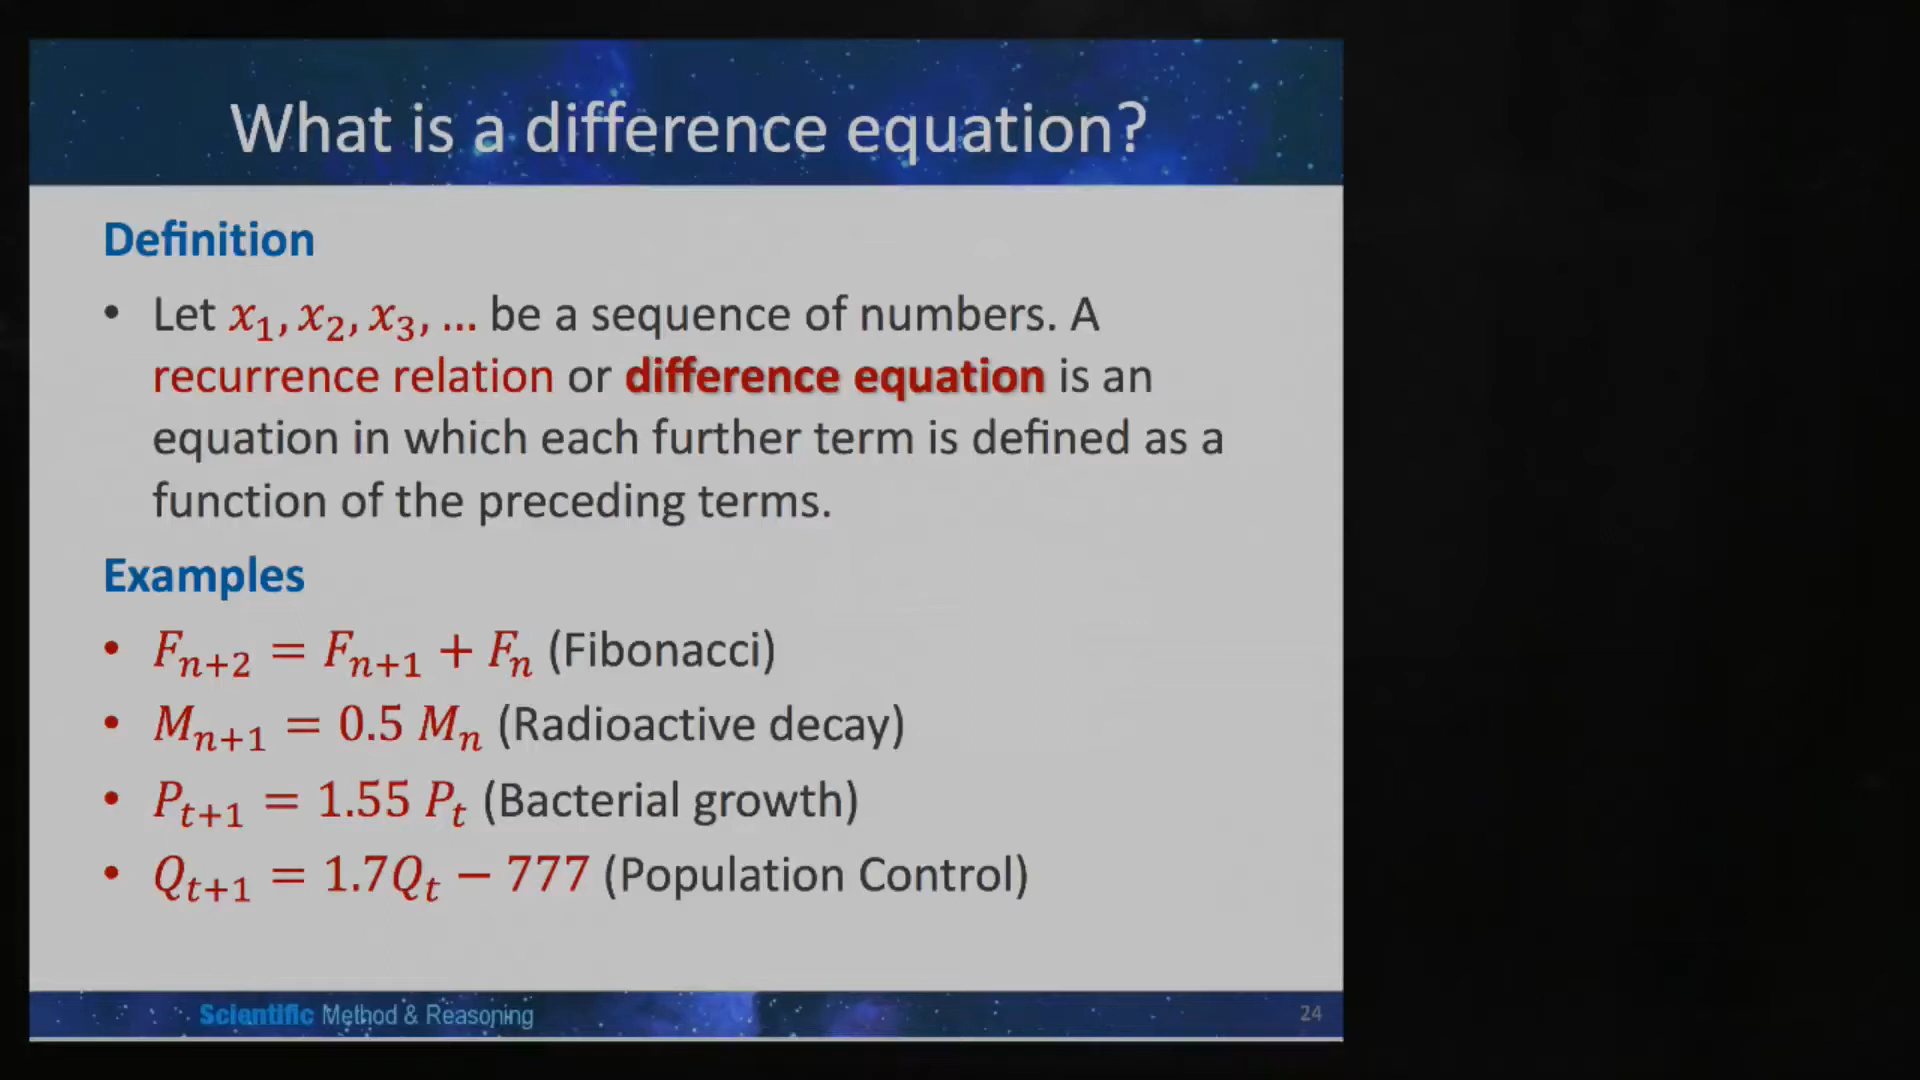 What is a difference equation?
Definition
• Let x₁, x₂, x₃, ... be a sequence of numbers. A
recurrence relation or difference equation is an
equation in which each further term is defined as a
function of the preceding terms.
Examples
• Fₙ₊₂ = Fₙ₊₁ + Fₙ (Fibonacci)
• Mₙ₊₁ = 0.5 Mₙ (Radioactive decay)
• Pₜ₊₁ = 1.55 Pₜ (Bacterial growth)
• Qₜ₊₁ = 1.7Qₜ − 777 (Population Control)
Scientific Method & Reasoning
24